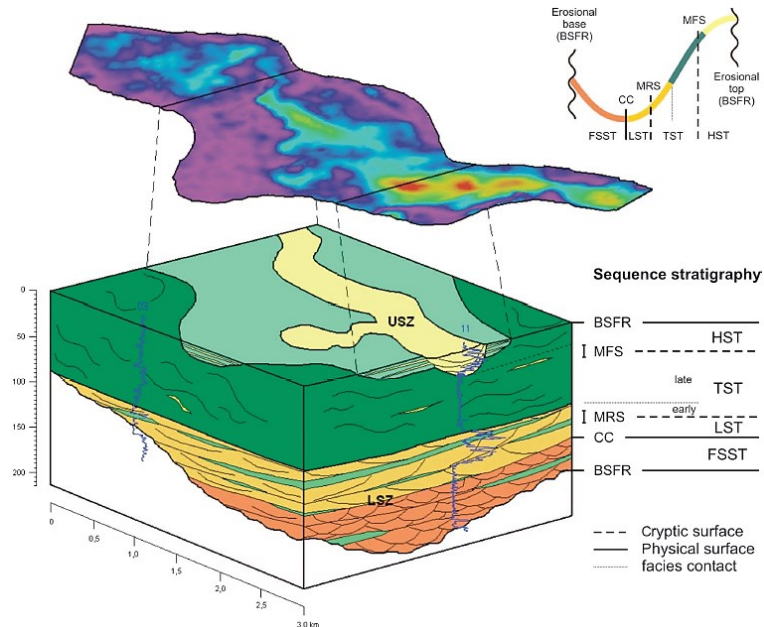 Erosional
base
(BSFR)
MFS
Erosional
top
(BSFR)
MRS
CC
FSST
LST
TST
HST
Sequence stratigraphy
BSFR
HST
MFS
late
TST
early
MRS
LST
CC
FSST
BSFR
USZ
11
LSZ
0
50
100
150
200
0
0,5
1,0
1,5
2,0
2,5
3,0 km
Cryptic surface
Physical surface
facies contact